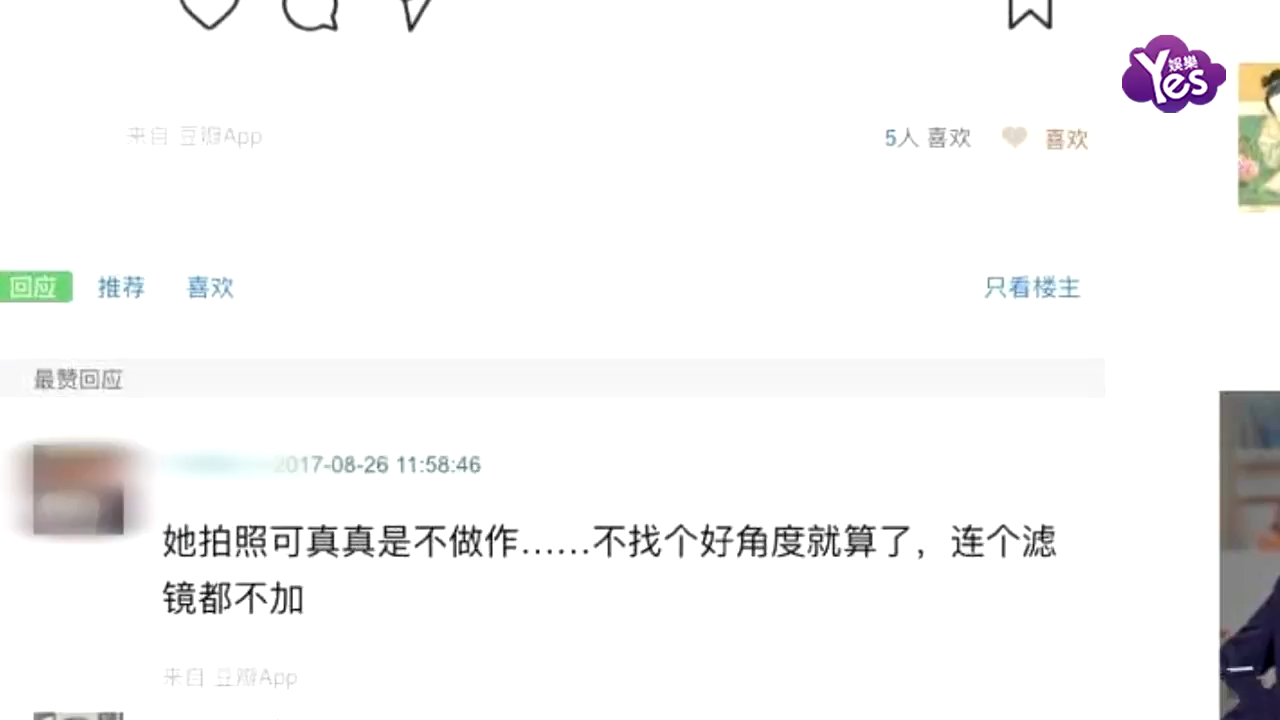 Yes 娛樂
来自 豆瓣App
5人 喜欢 喜欢
回应 推荐 喜欢
只看楼主
最赞回应
2017-08-26 11:58:46
她拍照可真真是不做作……不找个好角度就算了，连个滤
镜都不加
来自 豆瓣App